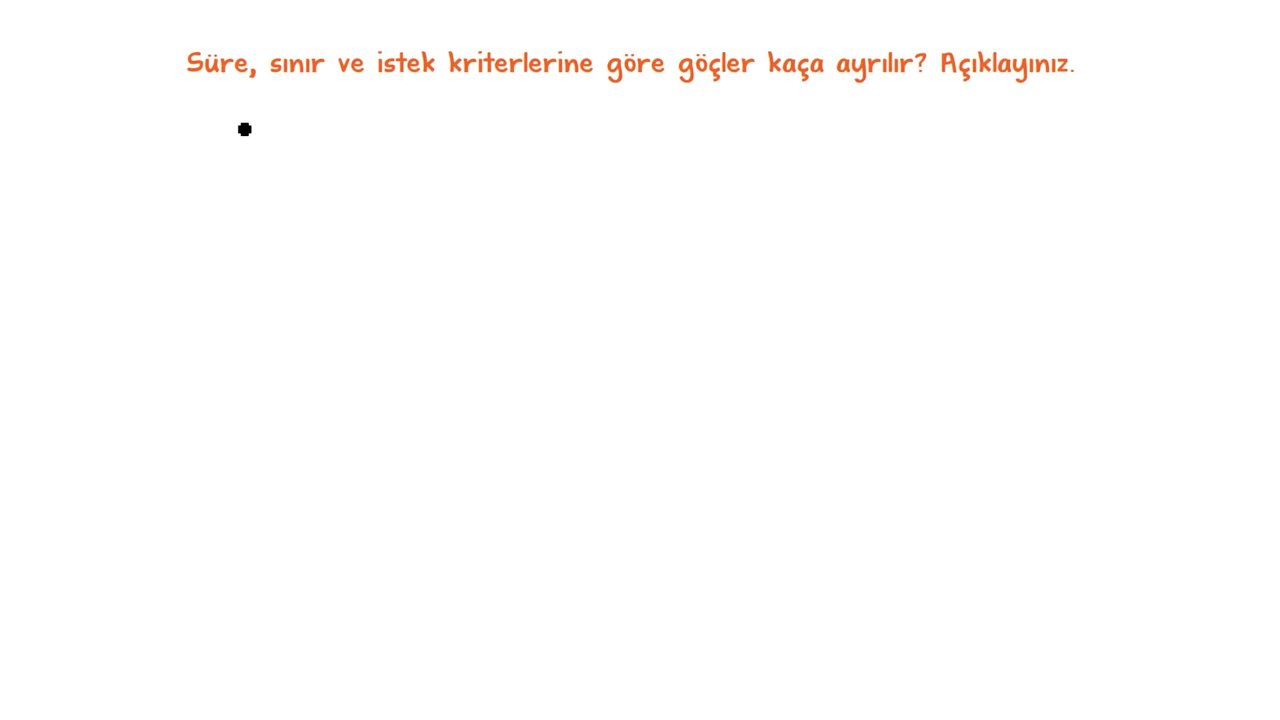 Süre, sınır ve istek kriterlerine göre göçler kaça ayrılır? Açıklayınız.